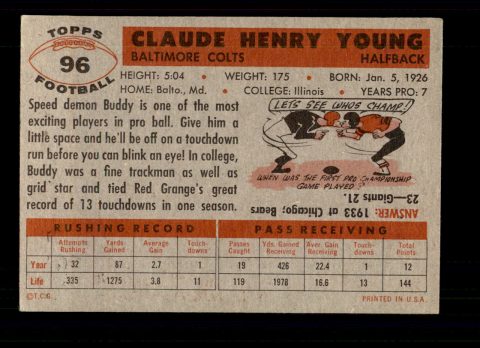 TOPPS
96
FOOTBALL
CLAUDE HENRY YOUNG
BALTIMORE COLTS HALFBACK
HEIGHT: 5:04 • WEIGHT: 175 • BORN: Jan. 5, 1926
HOME: Balto., Md. • COLLEGE: Illinois • YEARS PRO: 7
Speed demon Buddy is one of the most
exciting players in pro ball. Give him a
little space and he'll be off on a touchdown
run before you can blink an eye! In college,
Buddy was a fine trackman as well as
grid star and tied Red Grange's great
record of 13 touchdowns in one season.
LET'S SEE WHO'S CHAMP!
WHEN WAS THE FIRST PRO CHAMPIONSHIP
GAME PLAYED?
ANSWER: 1933 at Chicago; Bears
23—Giants 21.
RUSHING RECORD PASS RECEIVING
Attempts Rushing Yards Gained Average Gain Touch- downs Passes Caught Yds. Gained Receiving Aver. Gain Receiving Touch- downs Total Points
Year 32 87 2.7 1 19 426 22.4 1 12
Life 335 1275 3.8 11 119 1978 16.6 13 144
©T.C.G. PRINTED IN U.S.A.